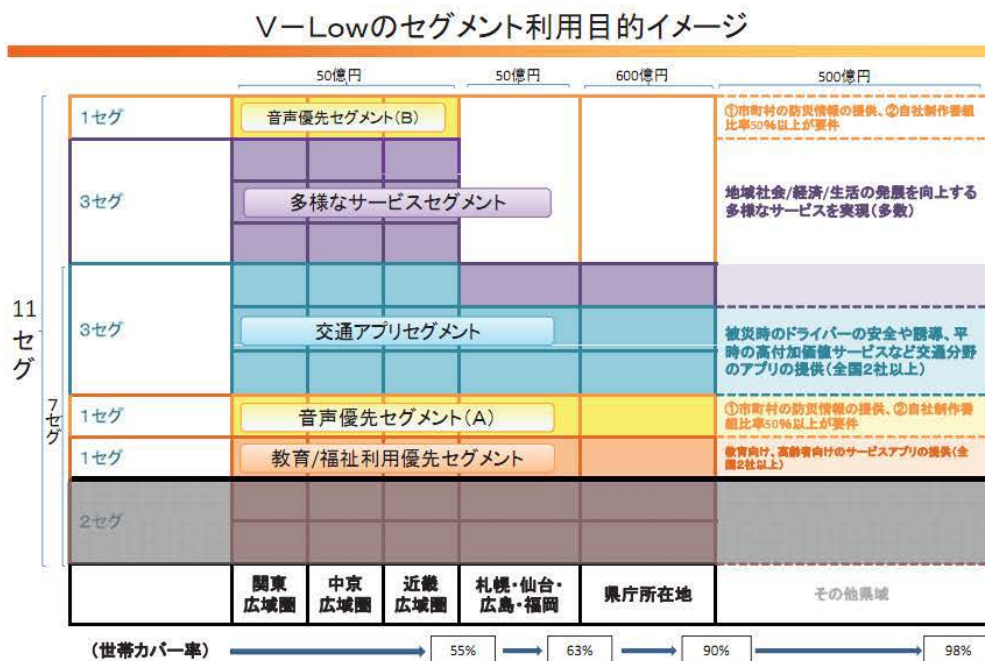 V－Lowのセグメント利用目的イメージ
50億円
50億円
600億円
500億円
11
セ
グ
7
セ
グ
1セグ
音声優先セグメント(B)
①市町村の防災情報の提供、②自社制作番組
比率50%以上が要件
3セグ
多様なサービスセグメント
地域社会/経済/生活の発展を向上する
多様なサービスを実現(多数)
3セグ
交通アプリセグメント
被災時のドライバーの安全や誘導、平
時の高付加価値サービスなど交通分野
のアプリの提供(全国2社以上)
1セグ
音声優先セグメント(A)
①市町村の防災情報の提供、②自社制作番
組比率50%以上が要件
1セグ
教育/福祉利用優先セグメント
教育向け、高齢者向けのサービスアプリの提供(全
国2社以上)
2セグ
関東
広域圏
中京
広域圏
近畿
広域圏
札幌・仙台・
広島・福岡
県庁所在地
その他県域
(世帯カバー率)
55%
63%
90%
98%